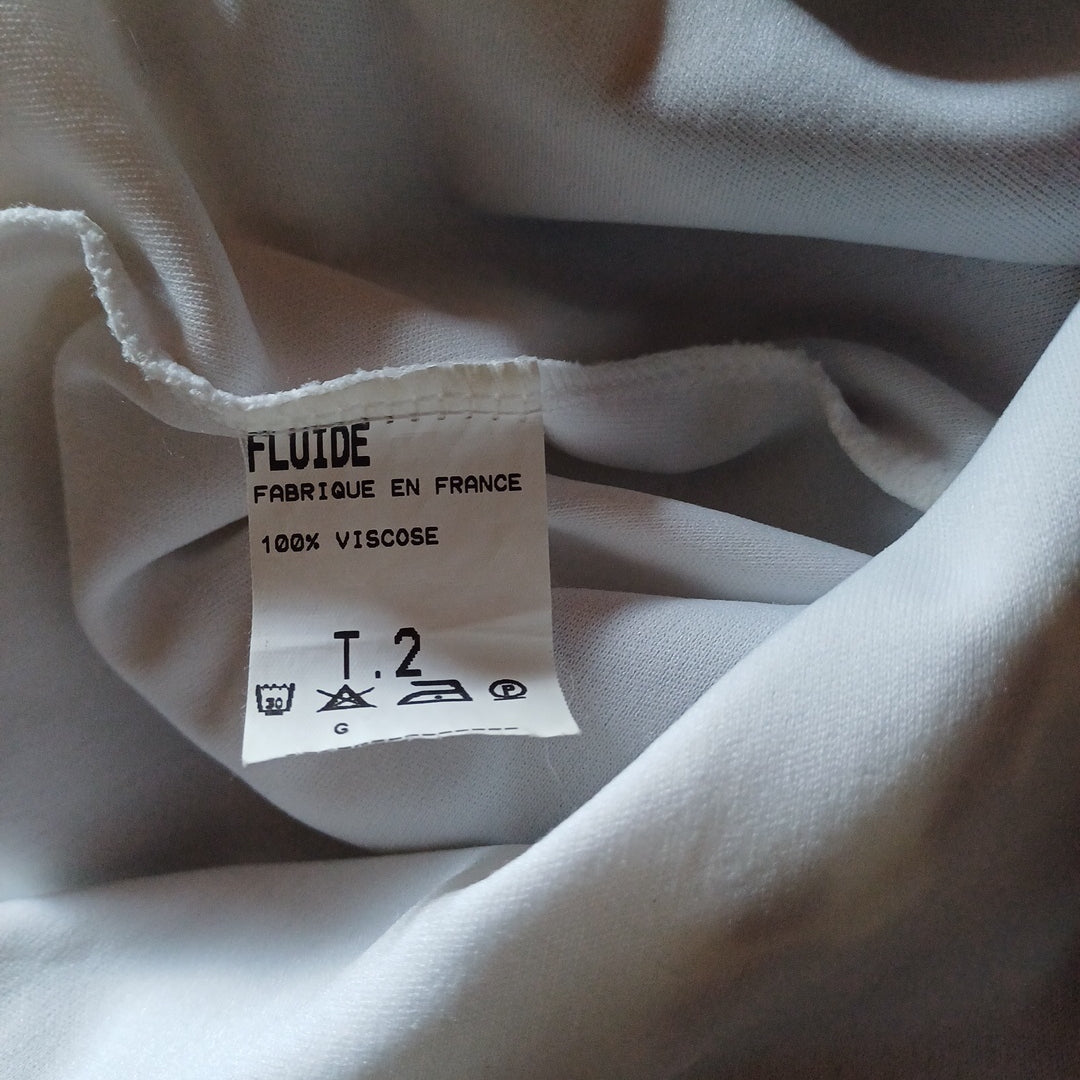 FLUIDE
FABRIQUE EN FRANCE
100% VISCOSE
T.2
30 P
G